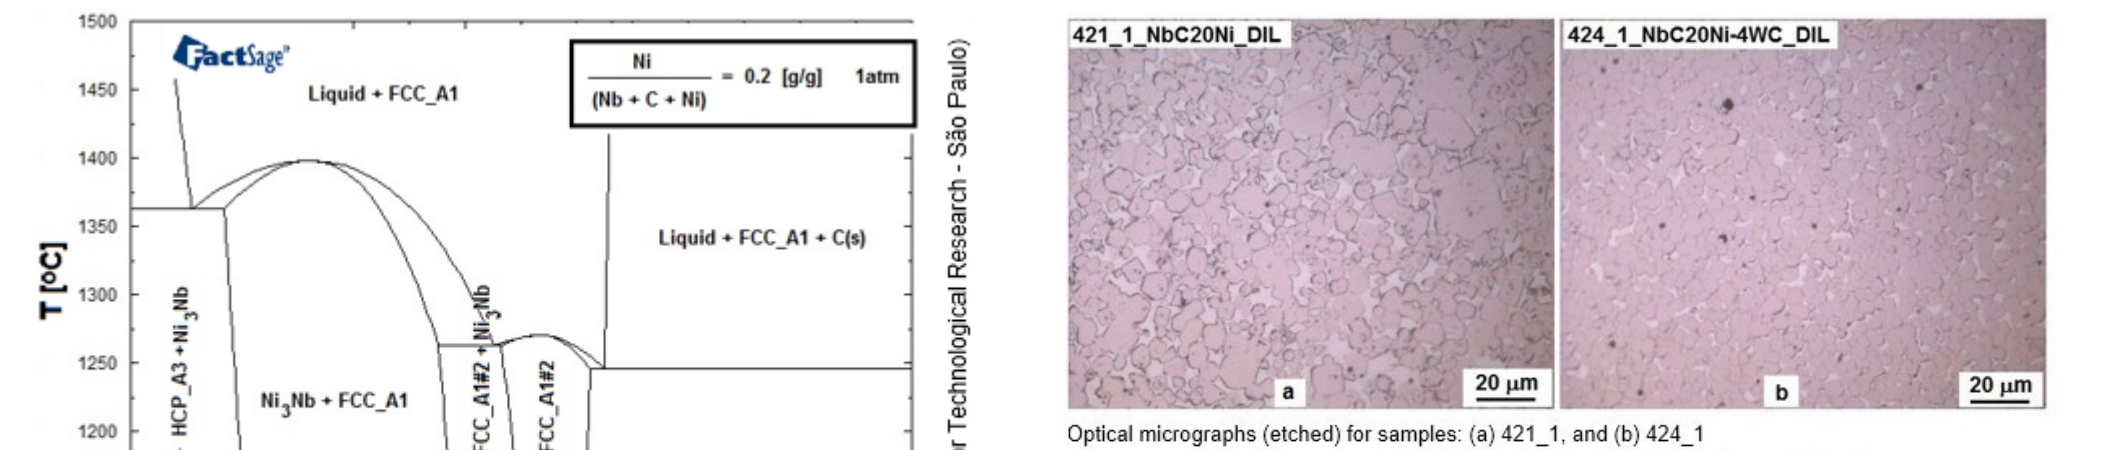 1500
1450
1400
1350
1300
1250
1200
T [ºC]
FactSage"
Liquid + FCC_A1
Ni
(Nb + C + Ni)
= 0.2 [g/g] 1atm
Liquid + FCC_A1 + C(s)
HCP_A3 +Ni3Nb
Ni3Nb + FCC_A1
FCC_A1#2 + Ni3Nb
FCC_A1#2
or Technological Research - São Paulo)
421_1_NbC20Ni_DIL
a
20 µm
424_1_NbC20Ni-4WC_DIL
b
20 µm
Optical micrographs (etched) for samples: (a) 421_1, and (b) 424_1